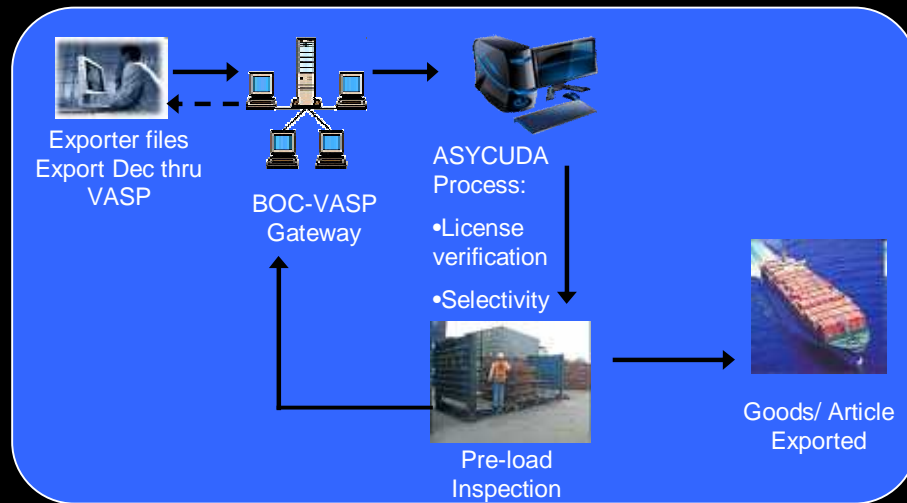 Exporter files
Export Dec thru
VASP
BOC-VASP
Gateway
ASYCUDA
Process:
•License
verification
•Selectivity
Pre-load
Inspection
Goods/ Article
Exported